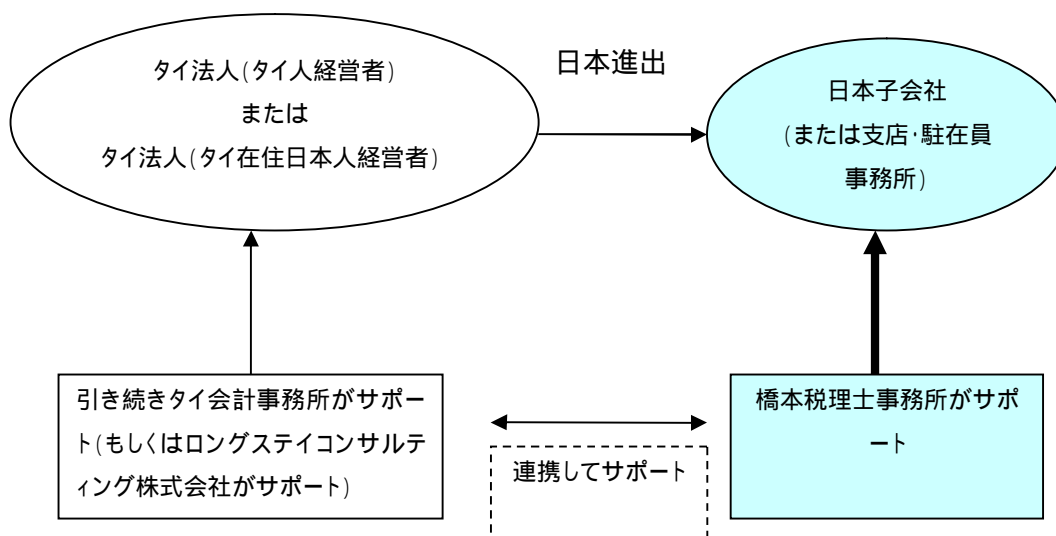 タイ法人(タイ人経営者)
または
タイ法人(タイ在住日本人経営者)
日本進出
日本子会社
(または支店・駐在員
事務所)
引き続きタイ会計事務所がサポー
ト(もしくはロングステイコンサルテ
ィング株式会社がサポート)
連携してサポート
橋本税理士事務所がサポ
ート